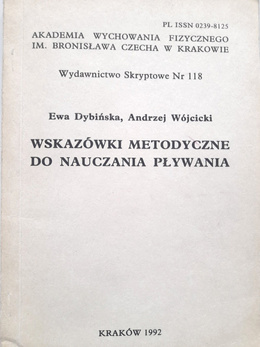 PL ISSN 0239-8125
AKADEMIA WYCHOWANIA FIZYCZNEGO
IM. BRONISŁAWA CZECHA W KRAKOWIE
Wydawnictwo Skryptowe Nr 118
Ewa Dybińska, Andrzej Wójcicki
WSKAZÓWKI METODYCZNE
DO NAUCZANIA PŁYWANIA
KRAKÓW 1992